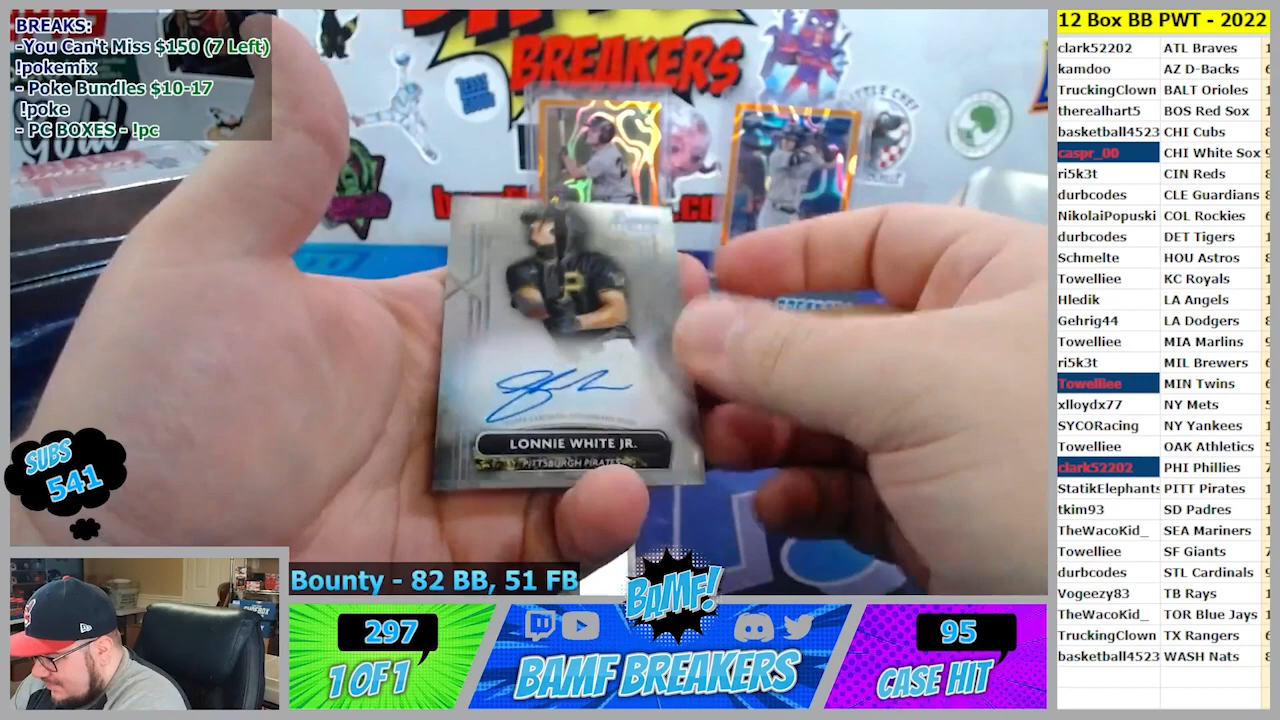 BREAKS:
-You Can't Miss $150 (7 Left)
!pokemix
- Poke Bundles $10-17
!poke
- PC BOXES - !pc
BREAKERS
LONNIE WHITE JR.
PITTSBURGH PIRATES
SUBS
541
Bounty - 82 BB, 51 FB
BAMF!
297
1 OF 1
BAMF BREAKERS
95
CASE HIT
12 Box BB PWT - 2022
clark52202 ATL Braves
kamdoo AZ D-Backs
TruckingClown BALT Orioles
therealhart5 BOS Red Sox
basketball4523 CHI Cubs
caspr_00 CHI White Sox
ri5k3t CIN Reds
durbcodes CLE Guardians
NikolaiPopuski COL Rockies
durbcodes DET Tigers
Schmelte HOU Astros
Towelliee KC Royals
Hledik LA Angels
Gehrig44 LA Dodgers
Towelliee MIA Marlins
ri5k3t MIL Brewers
Towelliee MIN Twins
xlloydx77 NY Mets
SYCORacing NY Yankees
Towelliee OAK Athletics
clark52202 PHI Phillies
StatikElephants PITT Pirates
tkim93 SD Padres
TheWacoKid_ SEA Mariners
Towelliee SF Giants
durbcodes STL Cardinals
Vogeezy83 TB Rays
TheWacoKid_ TOR Blue Jays
TruckingClown TX Rangers
basketball4523 WASH Nats